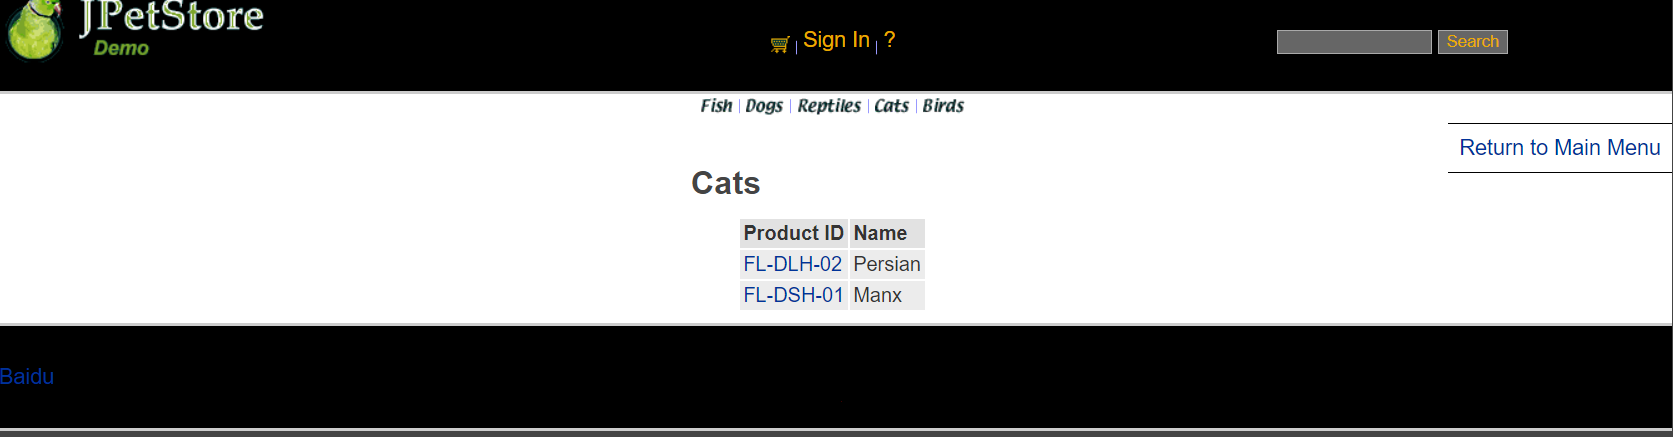 JPetStore
Demo
Sign In | ?
Search
Fish | Dogs | Reptiles | Cats | Birds
Return to Main Menu
Cats
Product ID Name
FL-DLH-02 Persian
FL-DSH-01 Manx
Baidu